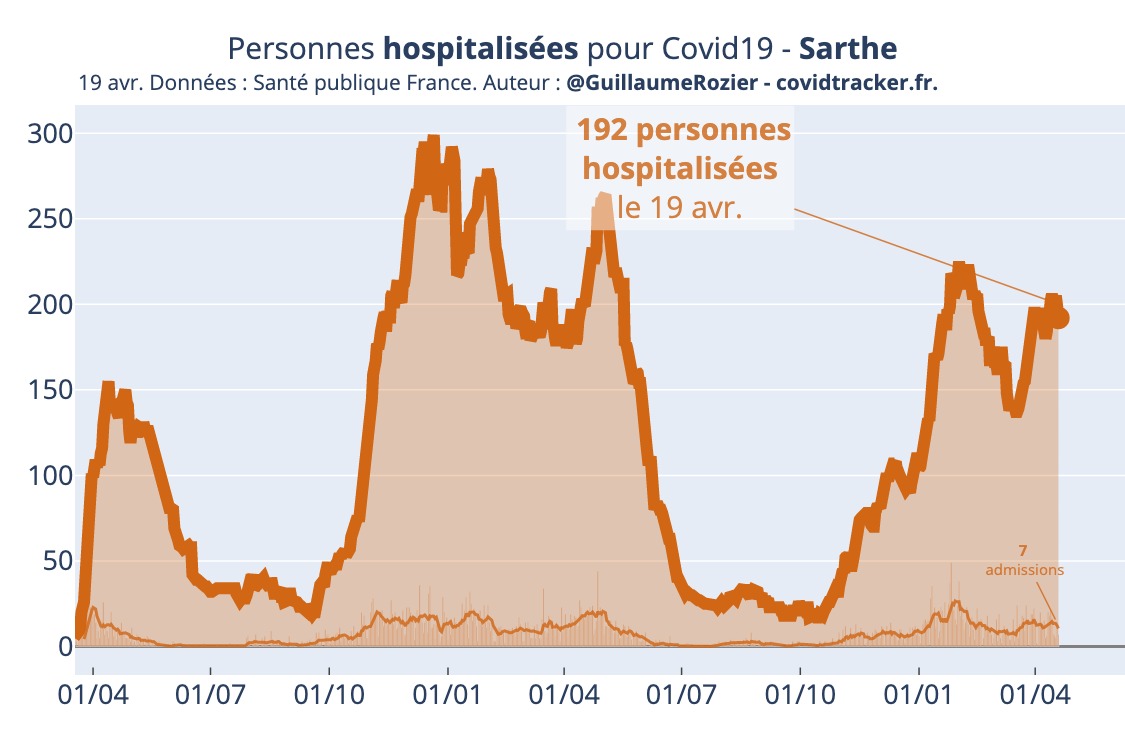 Personnes hospitalisées pour Covid19 - Sarthe
19 avr. Données : Santé publique France. Auteur : @GuillaumeRozier - covidtracker.fr.
300
192 personnes
hospitalisées
le 19 avr.
250
200
150
100
50
7
admissions
0
01/04 01/07 01/10 01/01 01/04 01/07 01/10 01/01 01/04